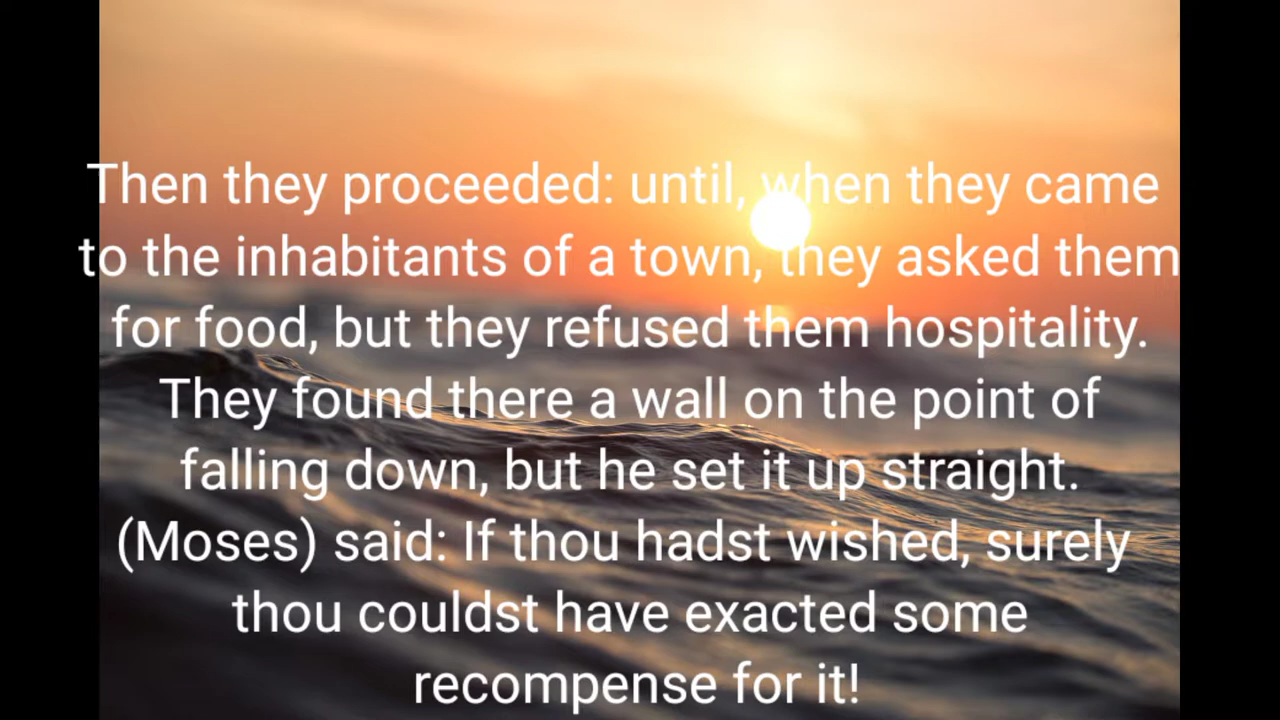 Then they proceeded: until, when they came
to the inhabitants of a town, they asked them
for food, but they refused them hospitality.
They found there a wall on the point of
falling down, but he set it up straight.
(Moses) said: If thou hadst wished, surely
thou couldst have exacted some
recompense for it!